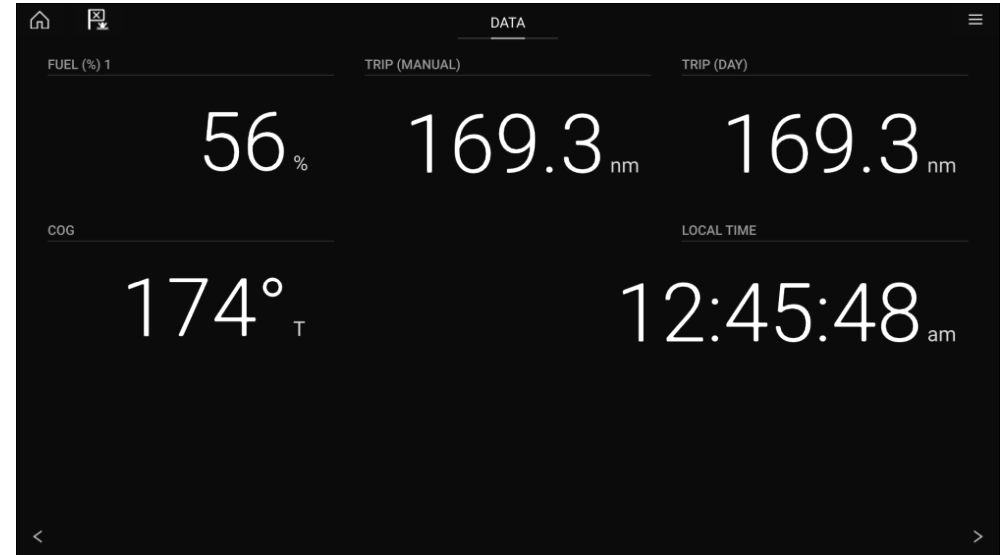 DATA
FUEL (%) 1
TRIP (MANUAL)
TRIP (DAY)
56 %
169.3 nm
169.3 nm
COG
LOCAL TIME
174° T
12:45:48 am